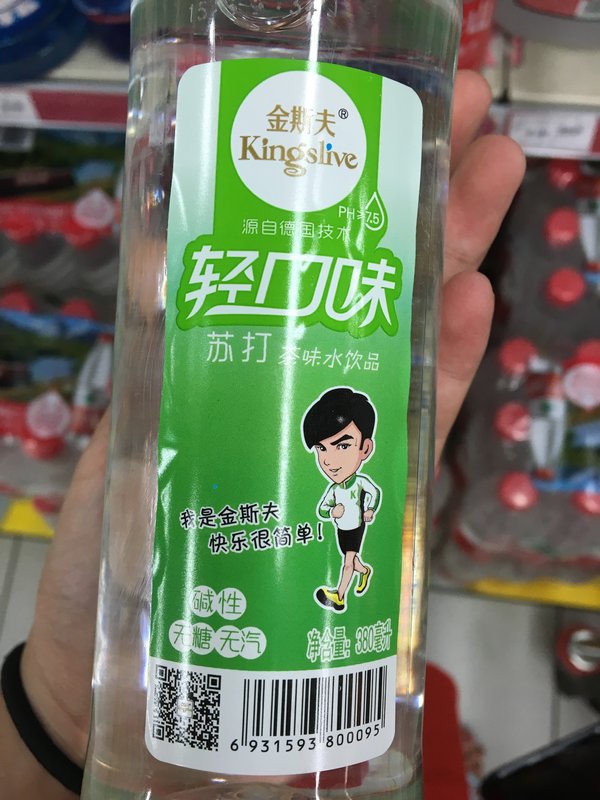 金斯夫®
Kingslive
PH>7.5
源自德国技术
轻口味
苏打 茶味水饮品
K
我是金斯夫
快乐很简单!
碱性
无糖 无汽
净含量: 380毫升
6 931593 800095